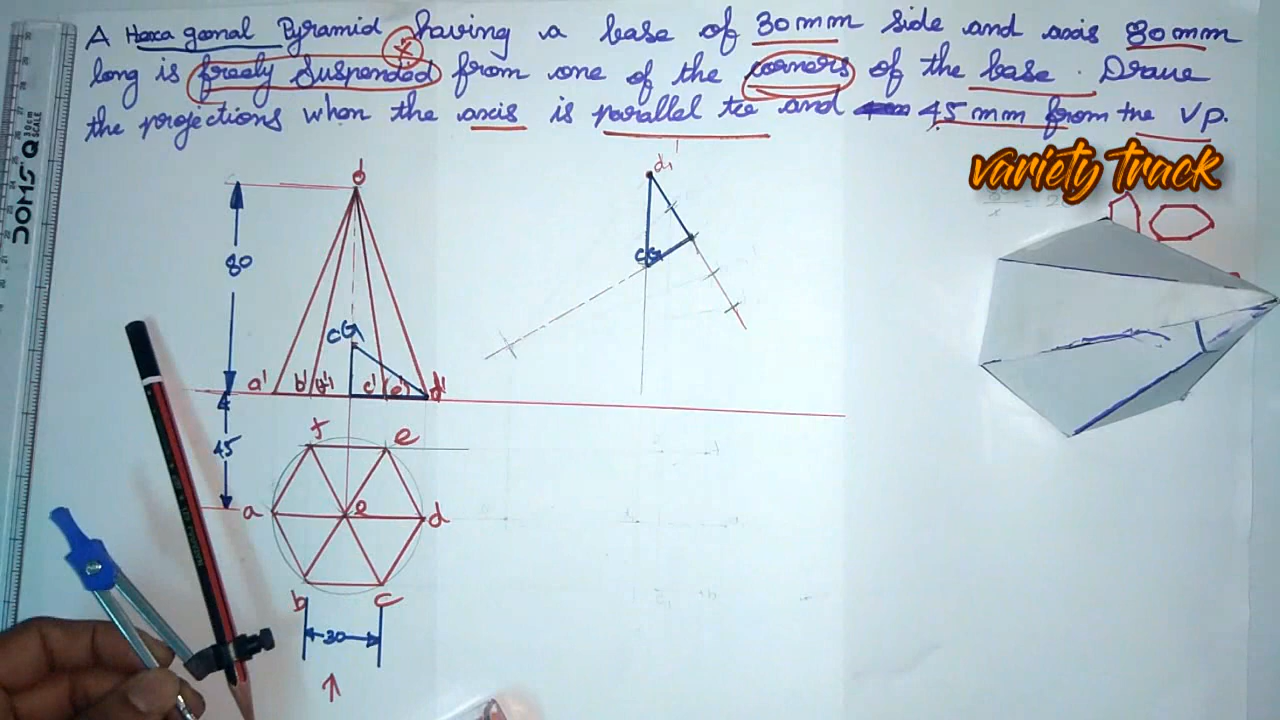 A Hexagonal Pyramid having a base of 30mm side and axis 80mm
long is freely suspended from one of the corners of the base. Draw
the projections when the axis is parallel to and 45 mm from the VP.
variety track
DOMS
SCALE
d₁'
80
CG
CG
a' b' (f') c' (e') d'
45
f e
a o d
b c
30